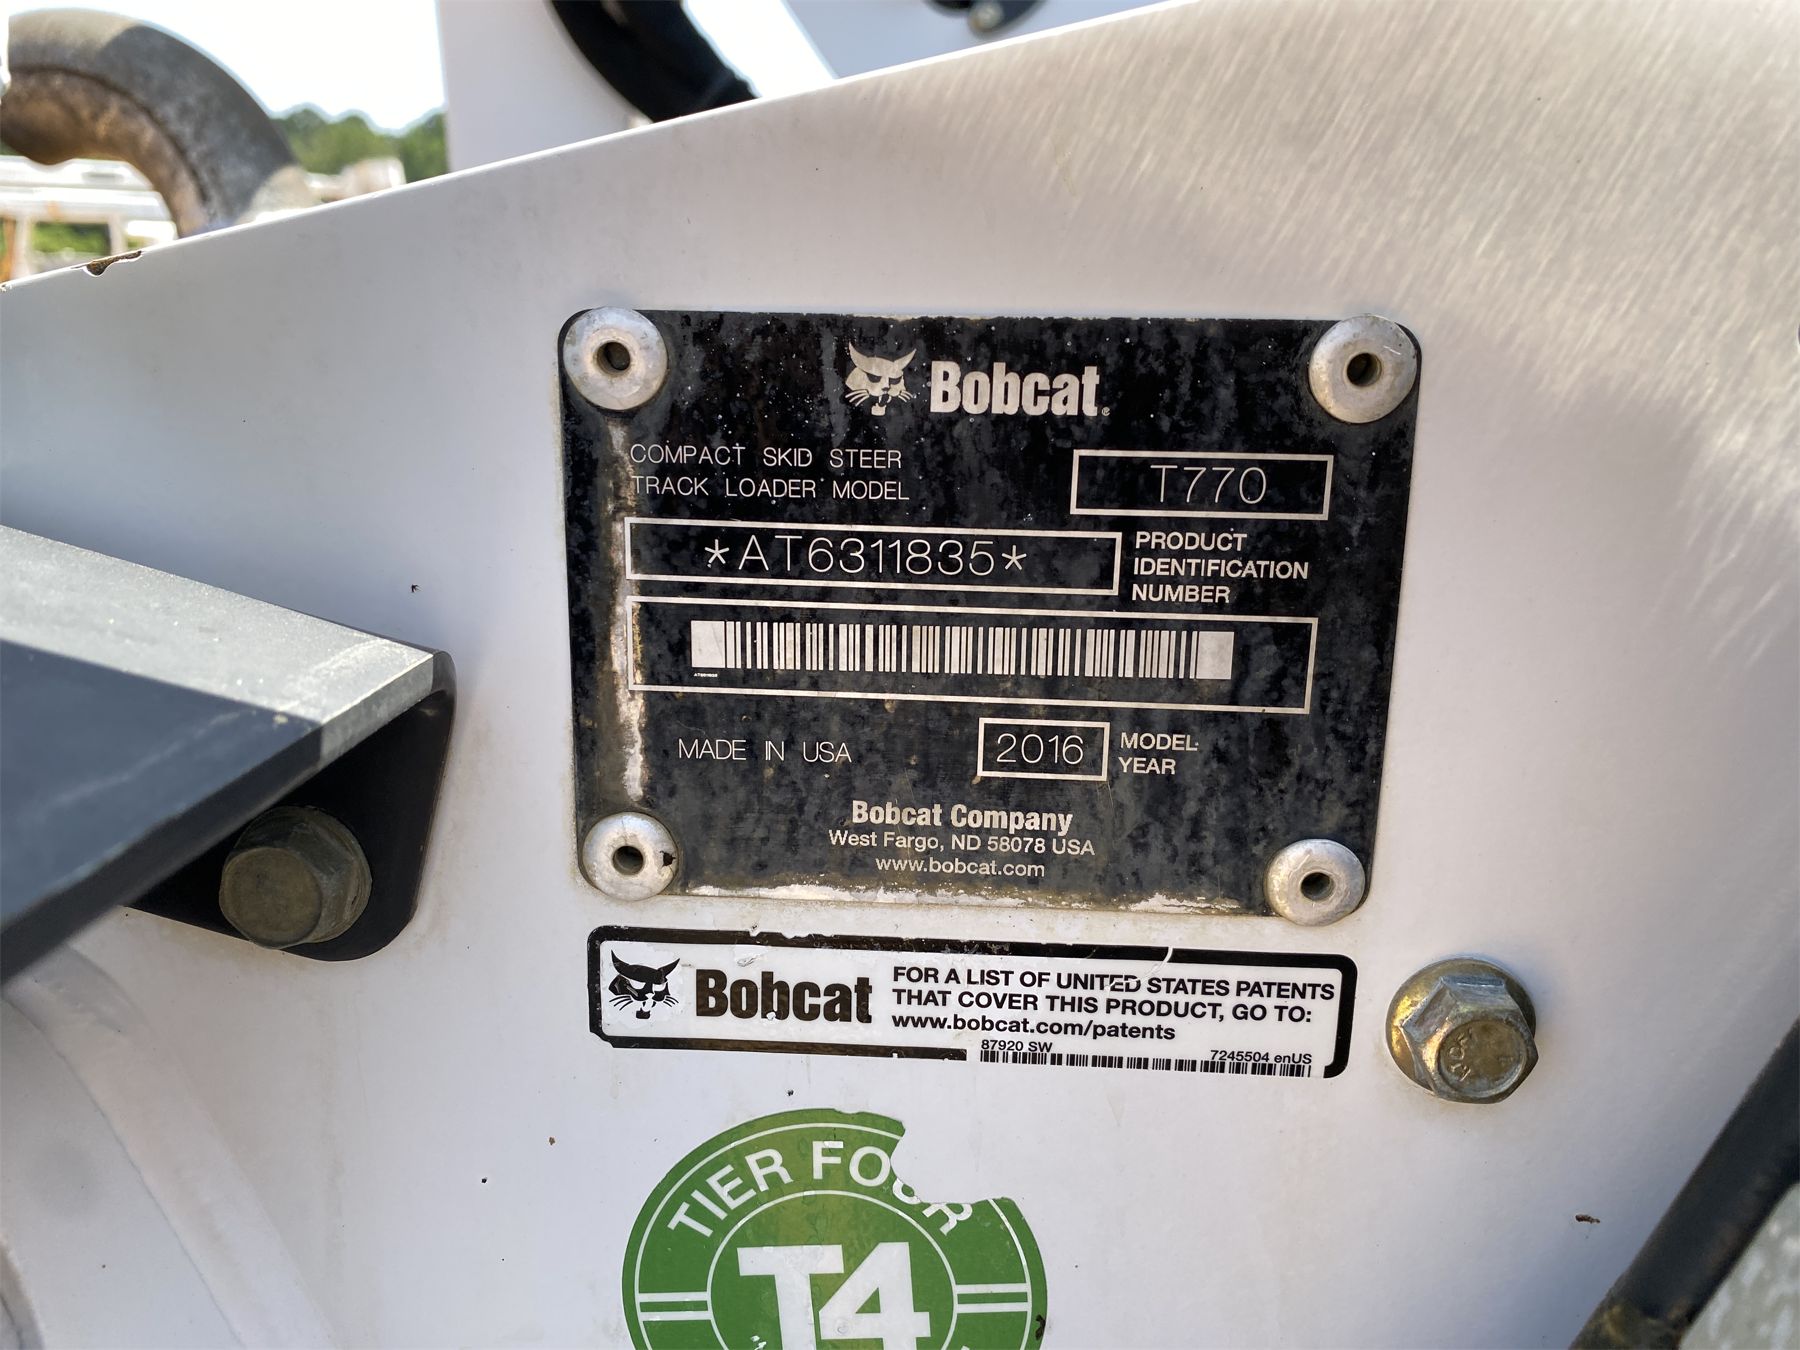 Bobcat®
COMPACT SKID STEER
TRACK LOADER MODEL
T770
*AT6311835*
PRODUCT
IDENTIFICATION
NUMBER
MADE IN USA
2016
MODEL
YEAR
Bobcat Company
West Fargo, ND 58078 USA
www.bobcat.com
Bobcat
FOR A LIST OF UNITED STATES PATENTS
THAT COVER THIS PRODUCT, GO TO:
www.bobcat.com/patents
87920 SW
7245504 enUS
TIER FOUR
T4